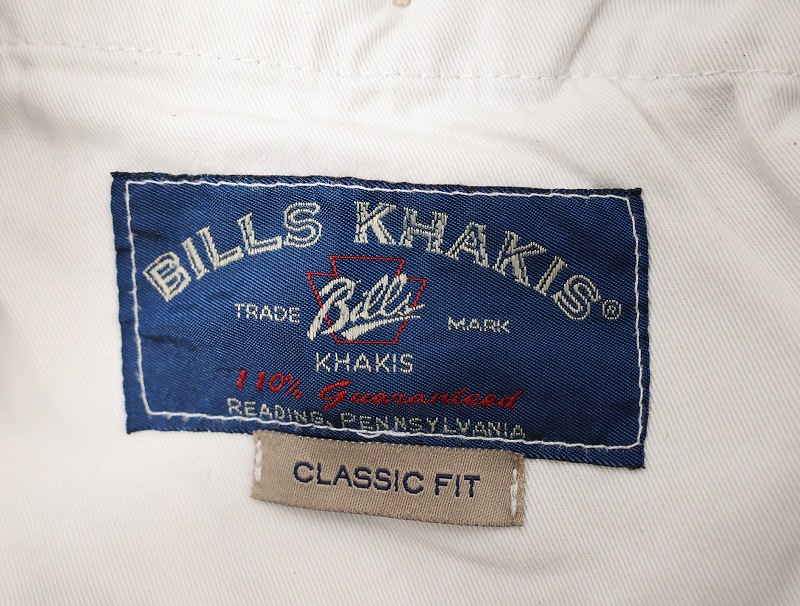 BILLS KHAKIS®
TRADE Bills MARK
KHAKIS
110% Guaranteed
READING, PENNSYLVANIA
CLASSIC FIT